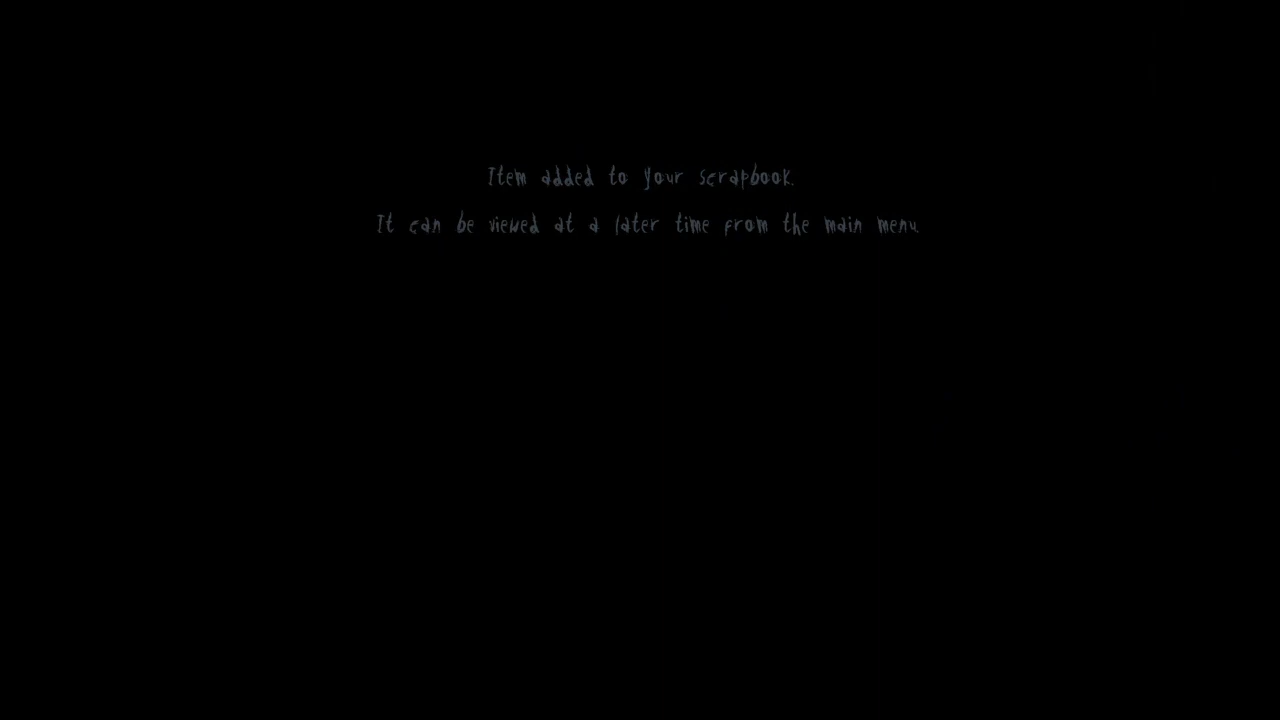 Item added to your scrapbook.
It can be viewed at a later time from the main menu.